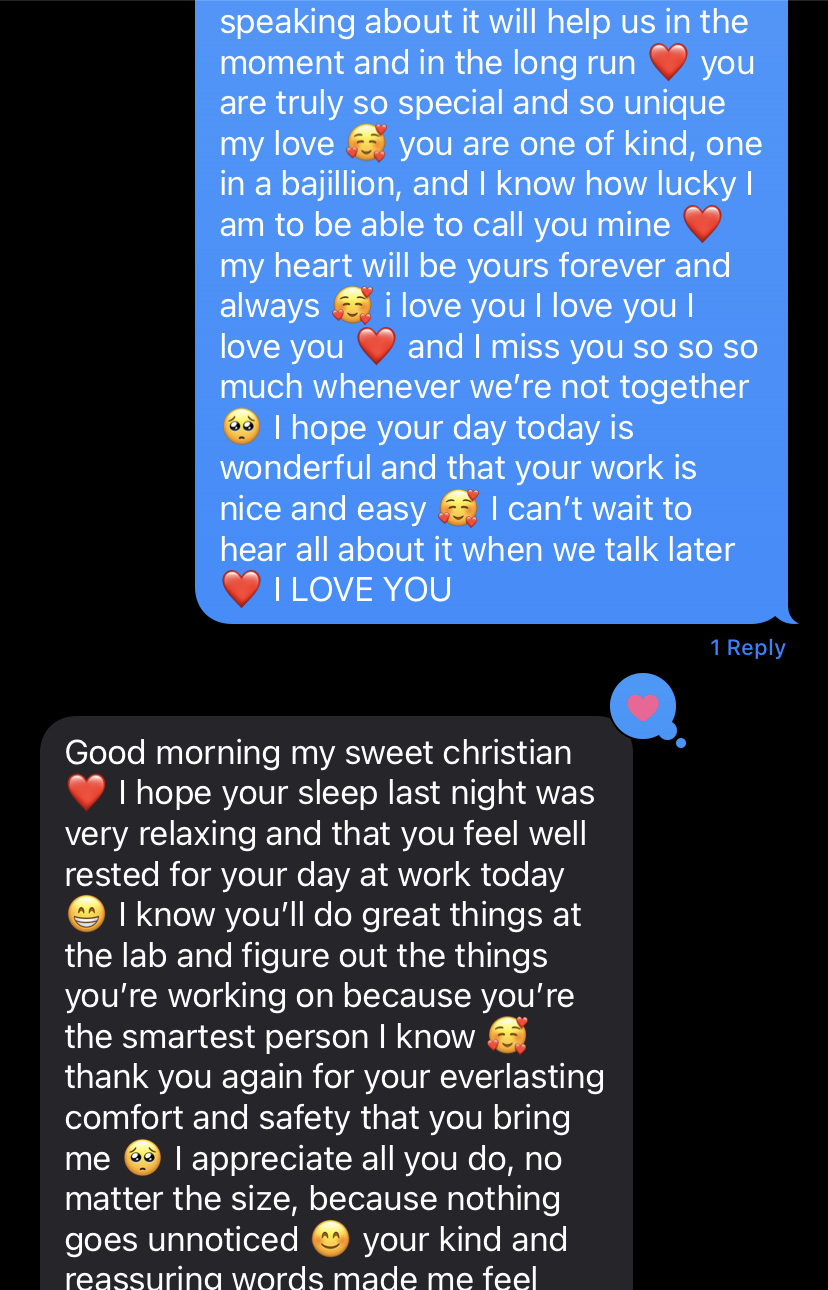 speaking about it will help us in the
moment and in the long run ❤️ you
are truly so special and so unique
my love 🥰 you are one of kind, one
in a bajillion, and I know how lucky I
am to be able to call you mine ❤️
my heart will be yours forever and
always 🥰 i love you I love you I
love you ❤️ and I miss you so so so
much whenever we’re not together
🥺 I hope your day today is
wonderful and that your work is
nice and easy 🥰 I can’t wait to
hear all about it when we talk later
❤️ I LOVE YOU
1 Reply
Good morning my sweet christian
❤️ I hope your sleep last night was
very relaxing and that you feel well
rested for your day at work today
😁 I know you’ll do great things at
the lab and figure out the things
you’re working on because you’re
the smartest person I know 🥰
thank you again for your everlasting
comfort and safety that you bring
me 🥺 I appreciate all you do, no
matter the size, because nothing
goes unnoticed 😊 your kind and
reassuring words made me feel